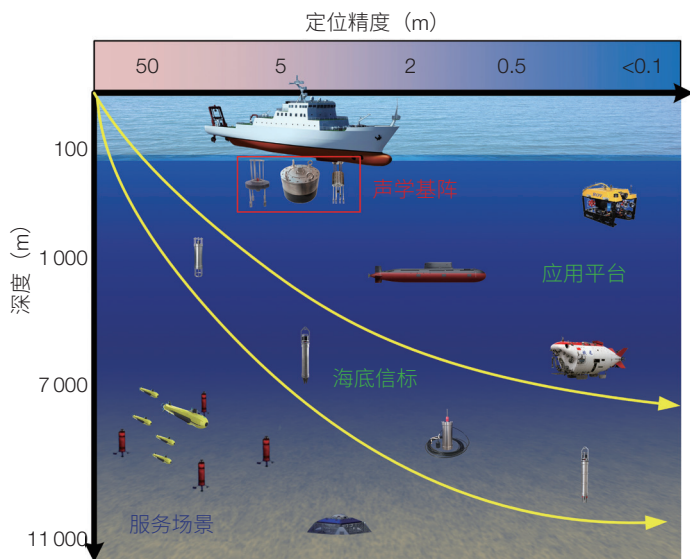 定位精度（m）
50 5 2 0.5 <0.1
深度（m）
100
1 000
7 000
11 000
声学基阵
应用平台
海底信标
服务场景